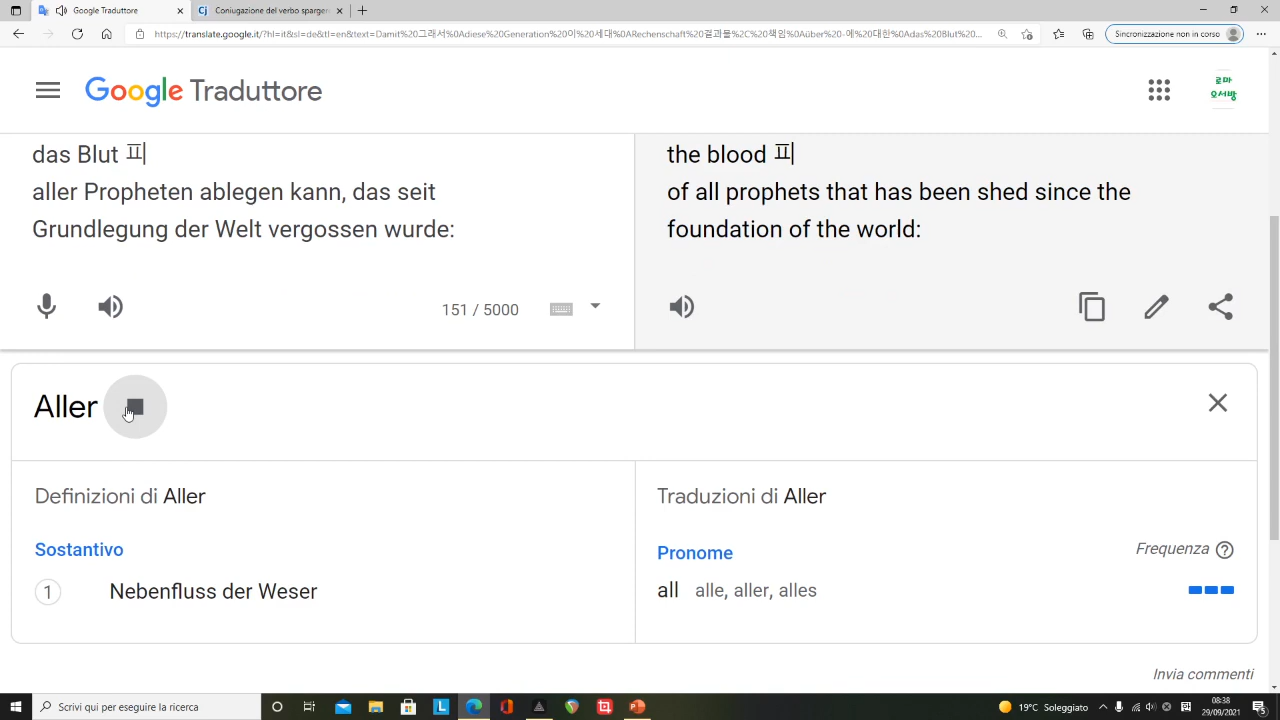 Google Traduttore
Coniugazione del verbo sparger
https://translate.google.it/?hl=it&sl=de&tl=en&text=Damit%20그래서%0Adiese%20Generation%20이%20세대%0ARechenschaft%20결과물%2C%20책임%0Aüber%20-에%20대한%0Adas%20Blut%20...
Sincronizzazione non in corso
Google Traduttore
로마
오서방
das Blut 피
aller Propheten ablegen kann, das seit
Grundlegung der Welt vergossen wurde:
151 / 5000
the blood 피
of all prophets that has been shed since the
foundation of the world:
Aller
Definizioni di Aller
Sostantivo
1 Nebenfluss der Weser
Traduzioni di Aller
Pronome
Frequenza
all alle, aller, alles
Invia commenti
Scrivi qui per eseguire la ricerca
19°C Soleggiato
08:38
29/09/2021